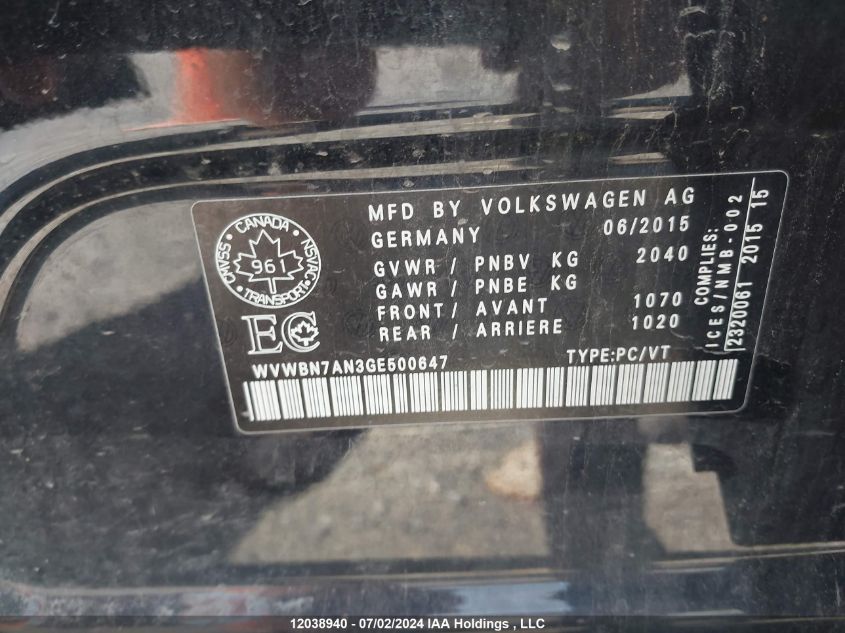 MFD BY VOLKSWAGEN AG
GERMANY 06/2015
GVWR / PNBV KG 2040
GAWR / PNBE KG
FRONT / AVANT 1070
REAR / ARRIERE 1020
CANADA
961
TRANSPORT
CMVSS
NSVAC
EC
WVWBN7AN3GE500647 TYPE:PC/VT
COMPLIES:
ICES/NMB-002
2320061 2015 15
12038940 - 07/02/2024 IAA Holdings , LLC